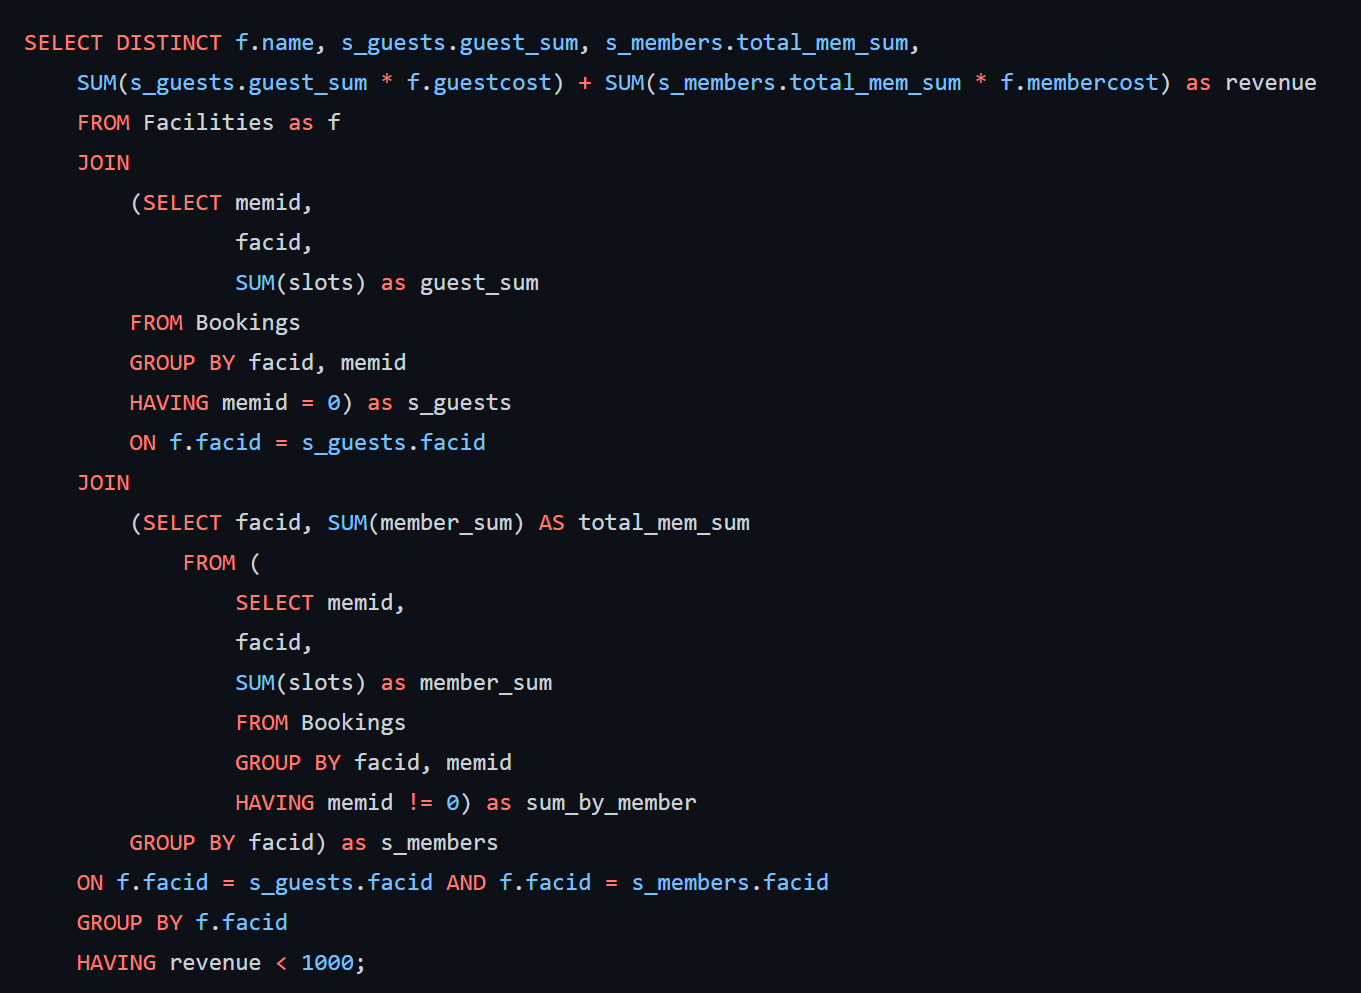 SELECT DISTINCT f.name, s_guests.guest_sum, s_members.total_mem_sum,
SUM(s_guests.guest_sum * f.guestcost) + SUM(s_members.total_mem_sum * f.membercost) as revenue
FROM Facilities as f
JOIN
(SELECT memid,
facid,
SUM(slots) as guest_sum
FROM Bookings
GROUP BY facid, memid
HAVING memid = 0) as s_guests
ON f.facid = s_guests.facid
JOIN
(SELECT facid, SUM(member_sum) AS total_mem_sum
FROM (
SELECT memid,
facid,
SUM(slots) as member_sum
FROM Bookings
GROUP BY facid, memid
HAVING memid != 0) as sum_by_member
GROUP BY facid) as s_members
ON f.facid = s_guests.facid AND f.facid = s_members.facid
GROUP BY f.facid
HAVING revenue < 1000;